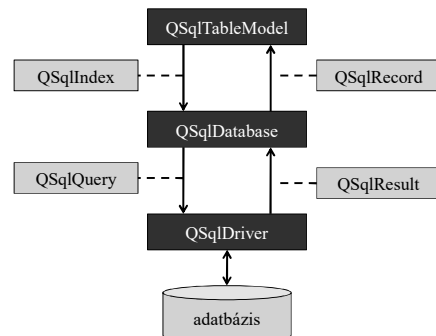 QSqlTableModel
QSqlIndex
QSqlRecord
QSqlDatabase
QSqlQuery
QSqlResult
QSqlDriver
adatbázis